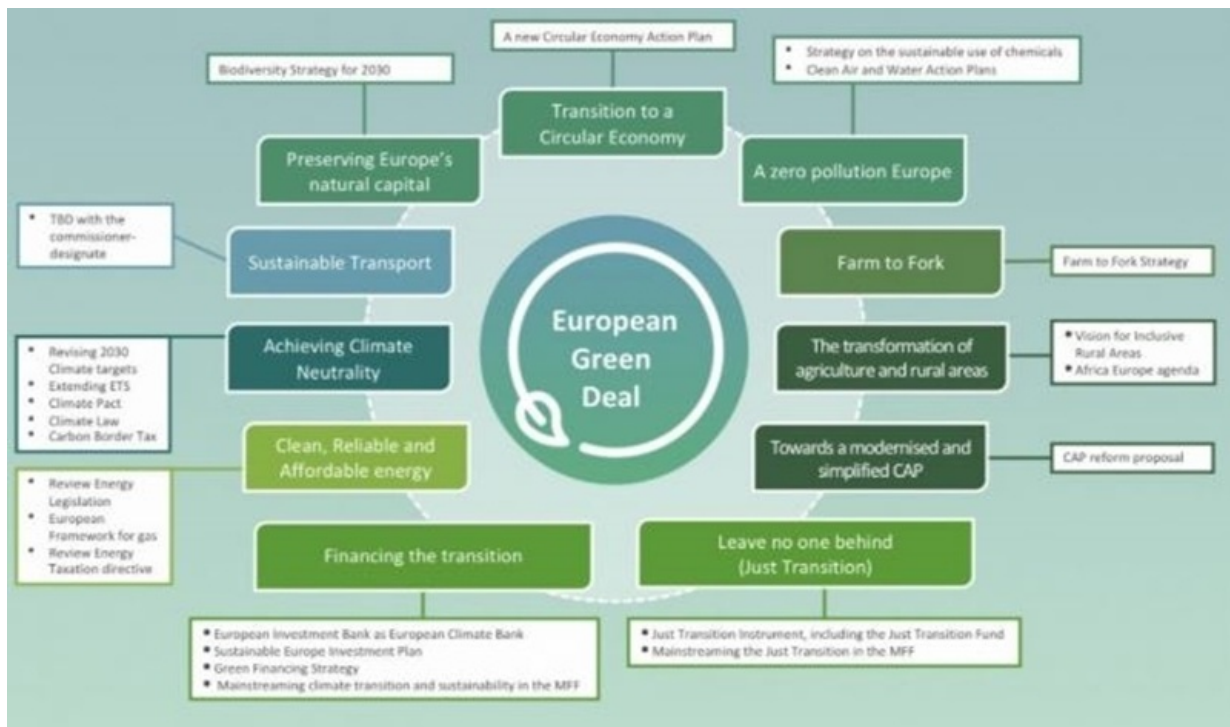 A new Circular Economy Action Plan
Biodiversity Strategy for 2030
Strategy on the sustainable use of chemicals
Clean Air and Water Action Plans
Transition to a
Circular Economy
Preserving Europe's
natural capital
A zero pollution Europe
TBD with the
commissioner-
designate
Sustainable Transport
Farm to Fork
Farm to Fork Strategy
European
Green
Deal
Revising 2030
Climate targets
Extending ETS
Climate Pact
Climate Law
Carbon Border Tax
Achieving Climate
Neutrality
The transformation of
agriculture and rural areas
Vision for Inclusive
Rural Areas
Africa Europe agenda
Clean, Reliable and
Affordable energy
Towards a modernised and
simplified CAP
CAP reform proposal
Review Energy
Legislation
European
Framework for gas
Review Energy
Taxation directive
Financing the transition
Leave no one behind
(Just Transition)
European Investment Bank as European Climate Bank
Sustainable Europe Investment Plan
Green Financing Strategy
Mainstreaming climate transition and sustainability in the MFF
Just Transition Instrument, including the Just Transition Fund
Mainstreaming the Just Transition in the MFF